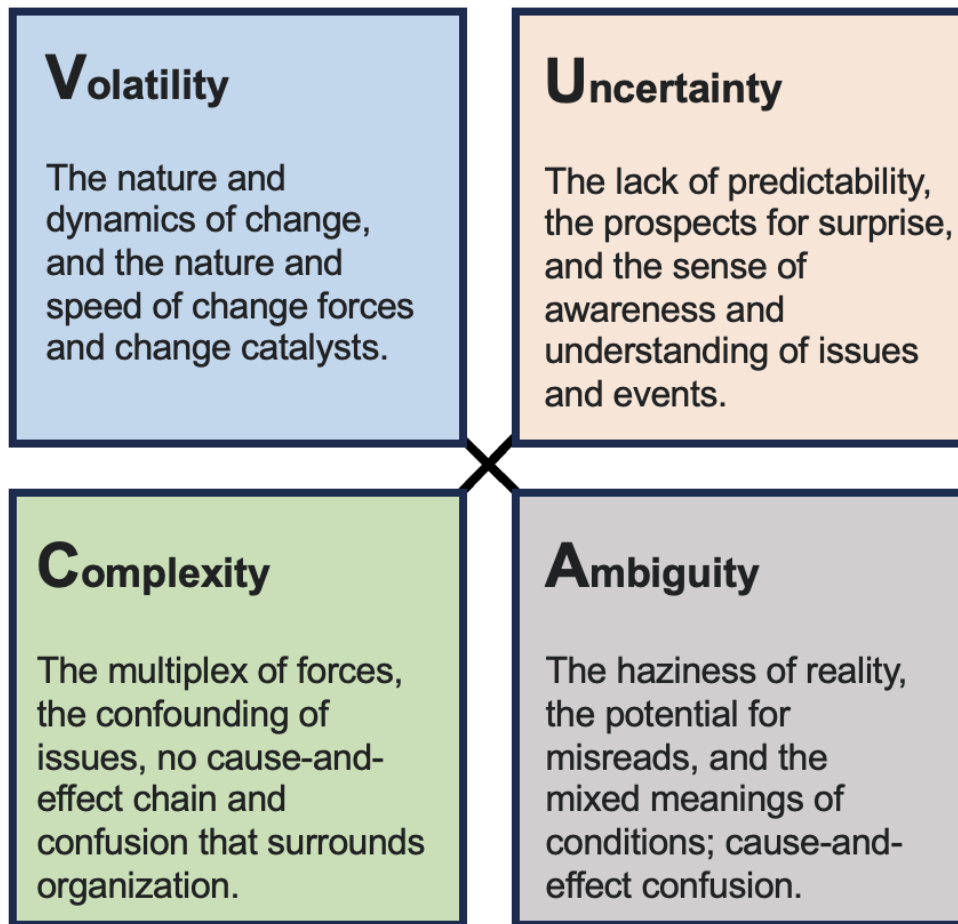 Volatility
The nature and
dynamics of change,
and the nature and
speed of change forces
and change catalysts.
Uncertainty
The lack of predictability,
the prospects for surprise,
and the sense of
awareness and
understanding of issues
and events.
Complexity
The multiplex of forces,
the confounding of
issues, no cause-and-
effect chain and
confusion that surrounds
organization.
Ambiguity
The haziness of reality,
the potential for
misreads, and the
mixed meanings of
conditions; cause-and-
effect confusion.